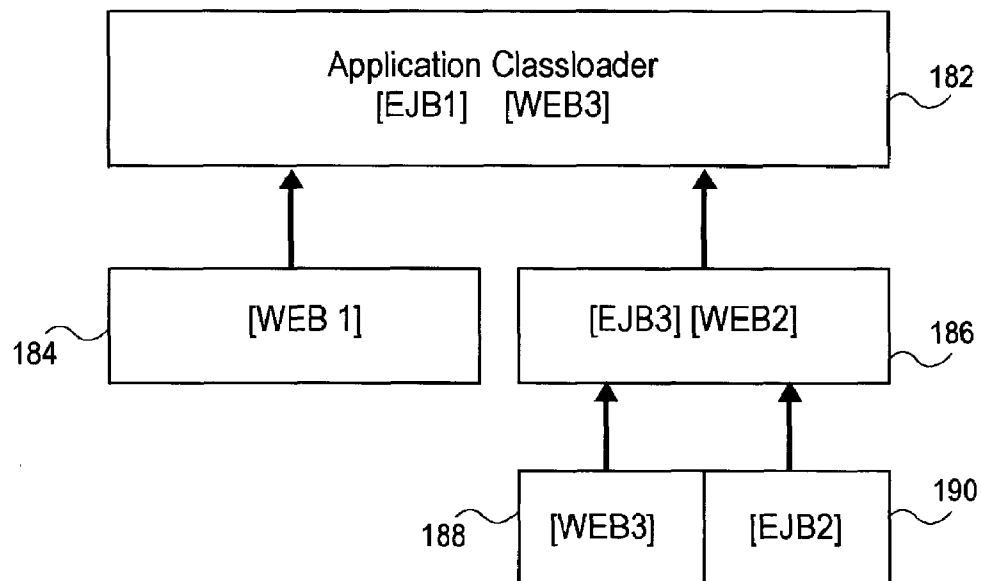 Application Classloader
[EJB1] [WEB3]
182
[WEB 1]
184
[EJB3] [WEB2]
186
188
[WEB3]
[EJB2]
190